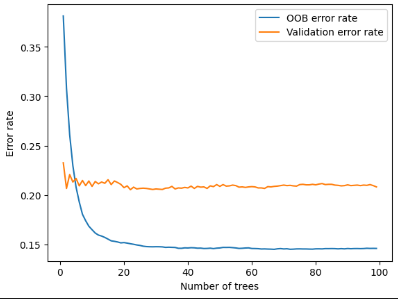 OOB error rate
Validation error rate
0.35
0.30
0.25
0.20
0.15
Error rate
0
20
40
60
80
100
Number of trees